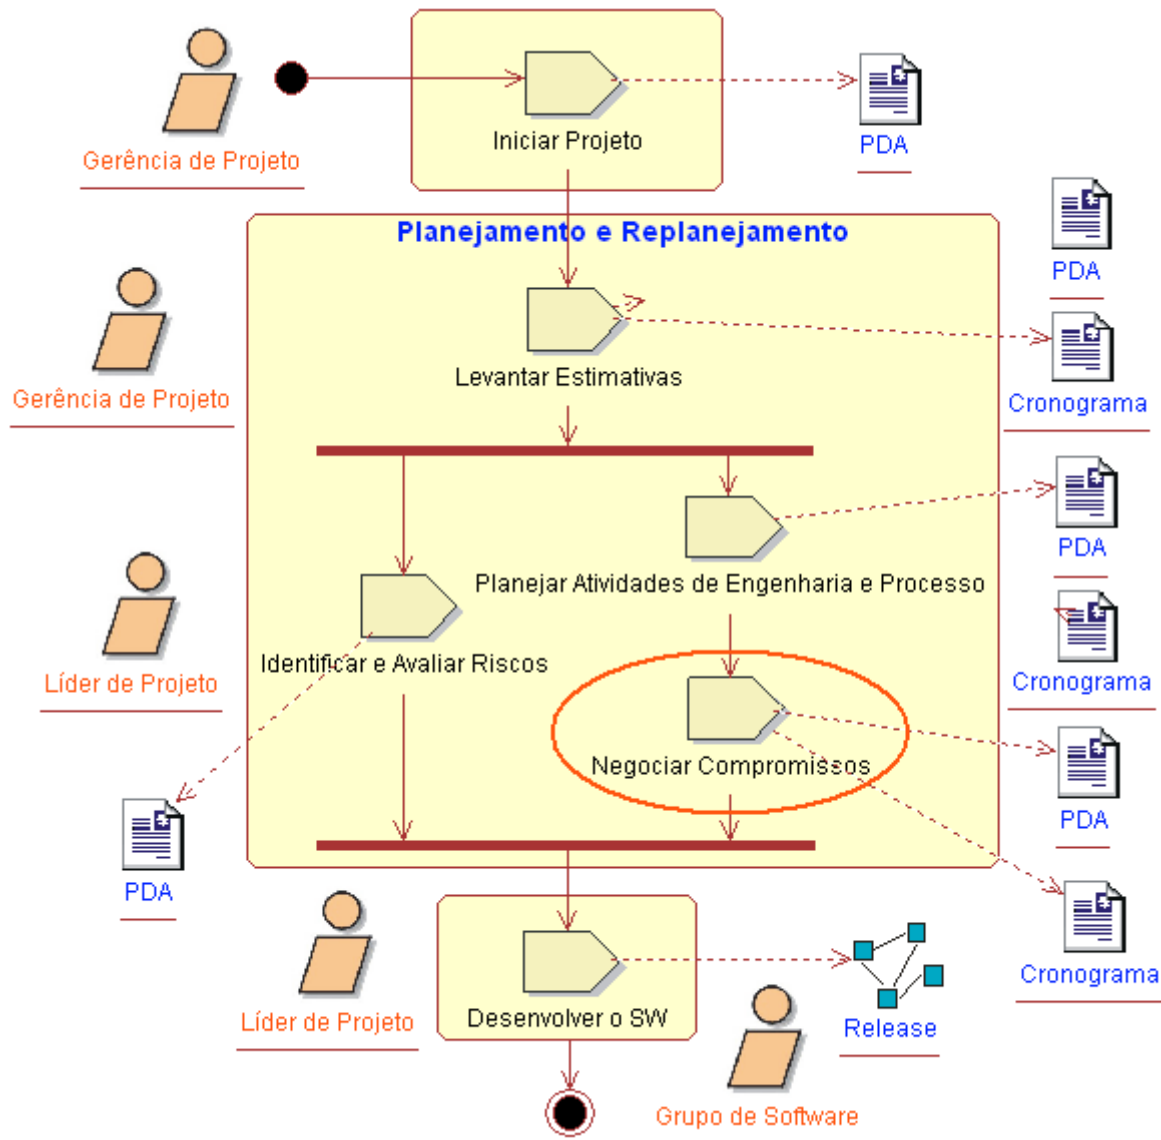 Iniciar Projeto
PDA
Gerência de Projeto
Planejamento e Replanejamento
PDA
Levantar Estimativas
Gerência de Projeto
Cronograma
PDA
Planejar Atividades de Engenharia e Processo
Identificar e Avaliar Riscos
Líder de Projeto
Cronograma
Negociar Compromissos
PDA
PDA
Cronograma
Líder de Projeto
Desenvolver o SW
Release
Grupo de Software